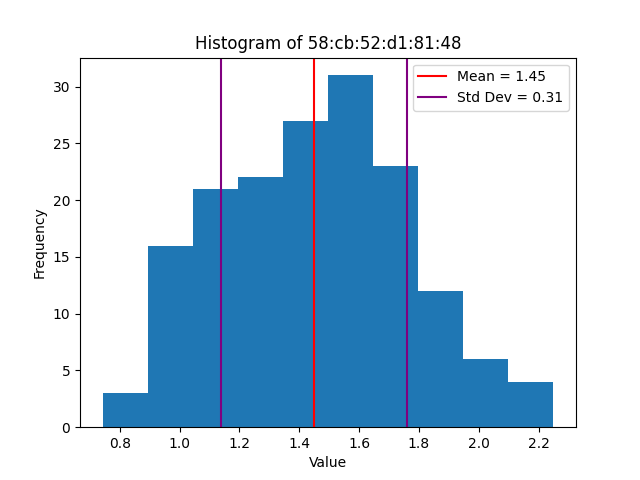 Histogram of 58:cb:52:d1:81:48
Mean = 1.45
Std Dev = 0.31
Frequency
30
25
20
15
10
5
0
0.8 1.0 1.2 1.4 1.6 1.8 2.0 2.2
Value